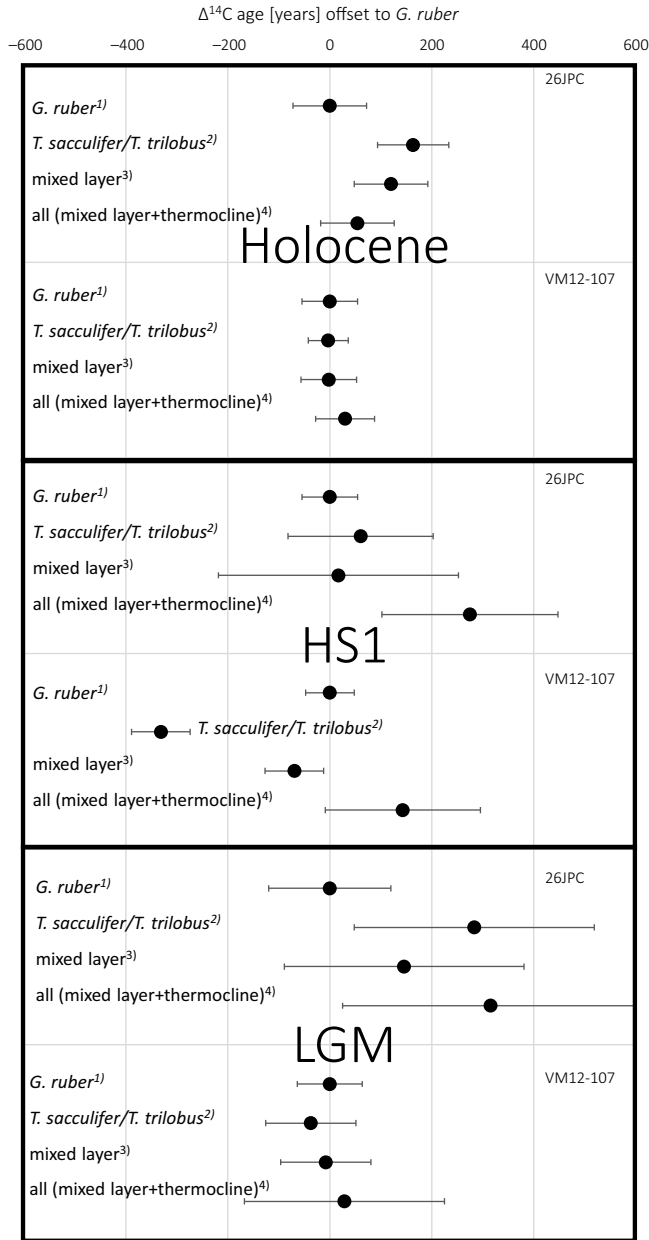 Δ¹⁴C age [years] offset to G. ruber
−600 −400 −200 0 200 400 600
26JPC
G. ruber¹⁾
T. sacculifer/T. trilobus²⁾
mixed layer³⁾
all (mixed layer+thermocline)⁴⁾
Holocene
VM12-107
G. ruber¹⁾
T. sacculifer/T. trilobus²⁾
mixed layer³⁾
all (mixed layer+thermocline)⁴⁾
26JPC
G. ruber¹⁾
T. sacculifer/T. trilobus²⁾
mixed layer³⁾
all (mixed layer+thermocline)⁴⁾
HS1
VM12-107
G. ruber¹⁾
T. sacculifer/T. trilobus²⁾
mixed layer³⁾
all (mixed layer+thermocline)⁴⁾
26JPC
G. ruber¹⁾
T. sacculifer/T. trilobus²⁾
mixed layer³⁾
all (mixed layer+thermocline)⁴⁾
LGM
VM12-107
G. ruber¹⁾
T. sacculifer/T. trilobus²⁾
mixed layer³⁾
all (mixed layer+thermocline)⁴⁾